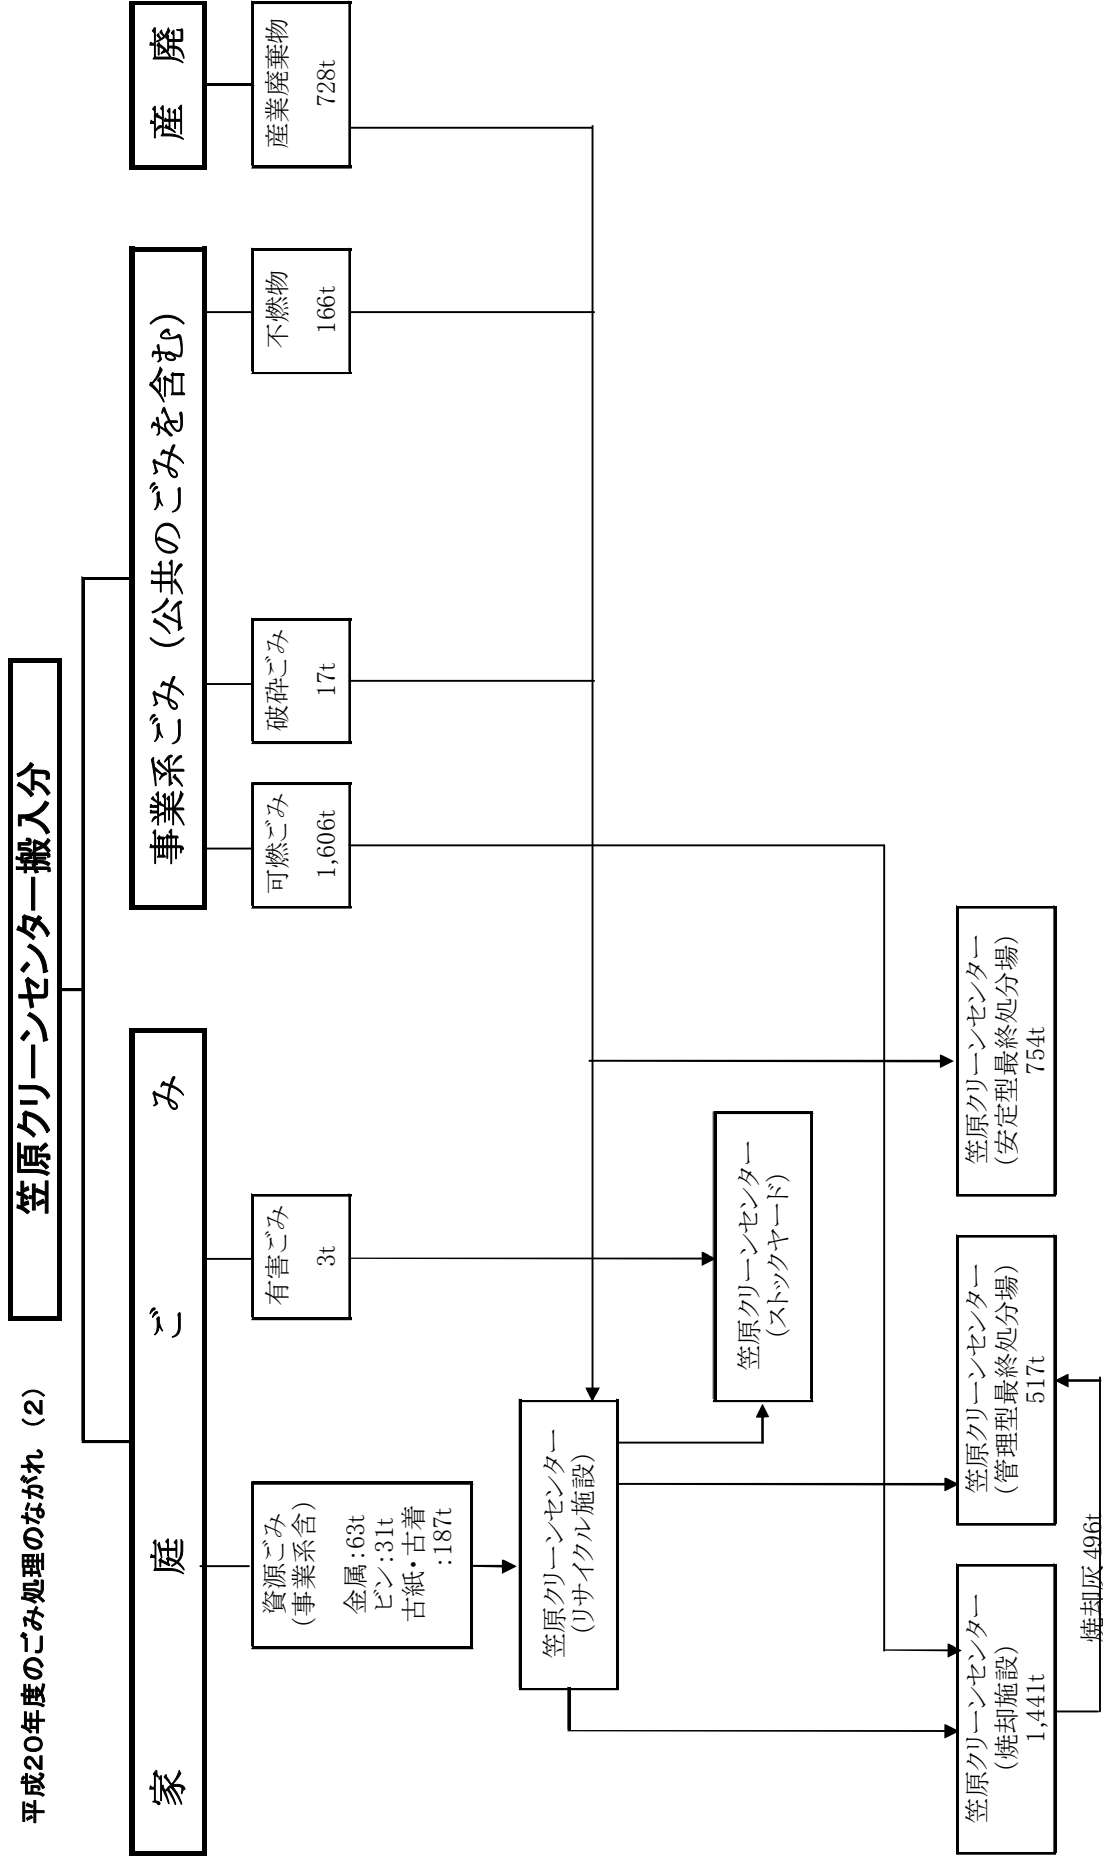 平成20年度のごみ処理のながれ (2)
笠原クリーンセンター搬入分
家庭ごみ
事業系ごみ (公共のごみを含む)
産廃
資源ごみ
(事業系含)
金属:63t
ビン:31t
古紙・古着
:187t
有害ごみ
3t
可燃ごみ
1,606t
破砕ごみ
17t
不燃物
166t
産業廃棄物
728t
笠原クリーンセンター
(リサイクル施設)
笠原クリーンセンター
(ストックヤード)
笠原クリーンセンター
(焼却施設)
1,441t
笠原クリーンセンター
(管理型最終処分場)
517t
笠原クリーンセンター
(安定型最終処分場)
754t
焼却灰 496t